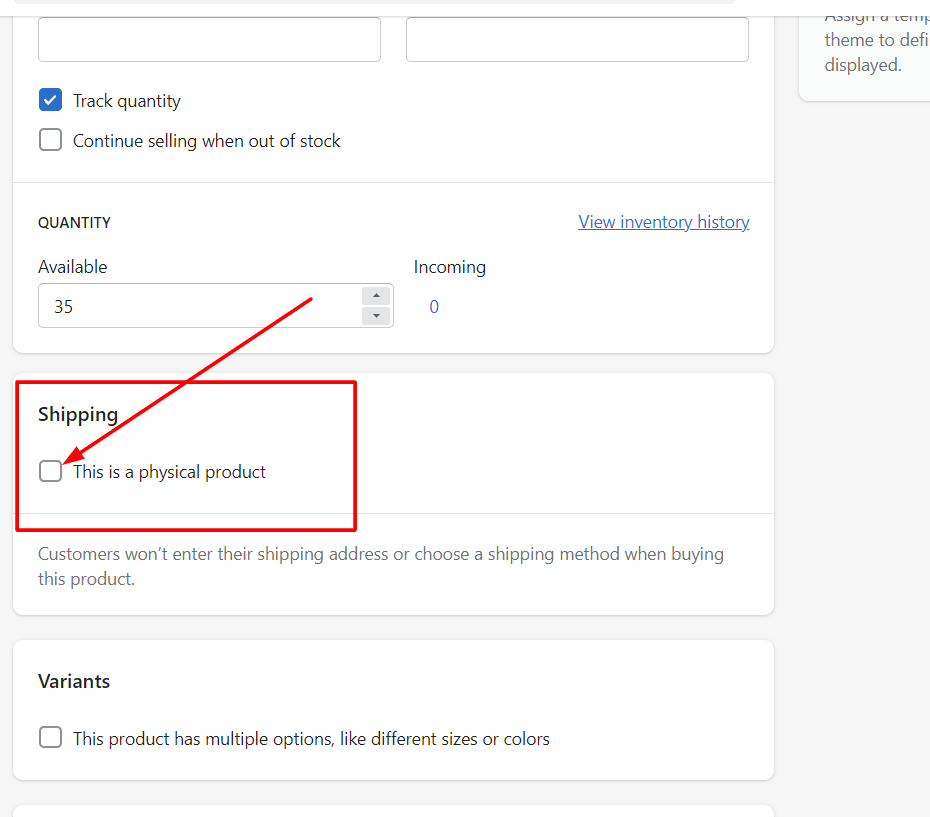 Assign a temp
theme to defi
displayed.
Track quantity
Continue selling when out of stock
QUANTITY
View inventory history
Available
Incoming
35
0
Shipping
This is a physical product
Customers won’t enter their shipping address or choose a shipping method when buying
this product.
Variants
This product has multiple options, like different sizes or colors